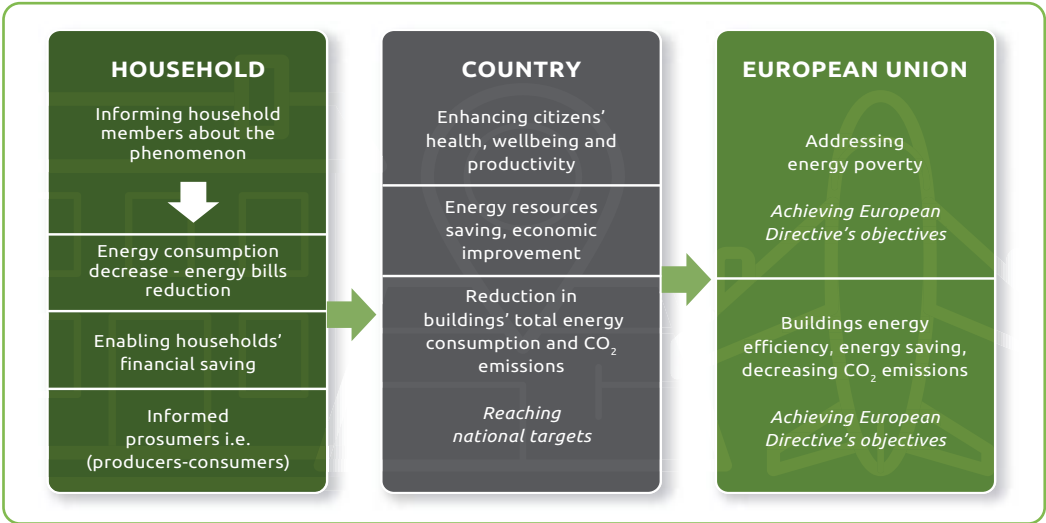 HOUSEHOLD
Informing household
members about the
phenomenon
Energy consumption
decrease - energy bills
reduction
Enabling households’
financial saving
Informed
prosumers i.e.
(producers-consumers)
COUNTRY
Enhancing citizens’
health, wellbeing and
productivity
Energy resources
saving, economic
improvement
Reduction in
buildings’ total energy
consumption and CO₂
emissions
Reaching
national targets
EUROPEAN UNION
Addressing
energy poverty
Achieving European
Directive’s objectives
Buildings energy
efficiency, energy saving,
decreasing CO₂ emissions
Achieving European
Directive’s objectives